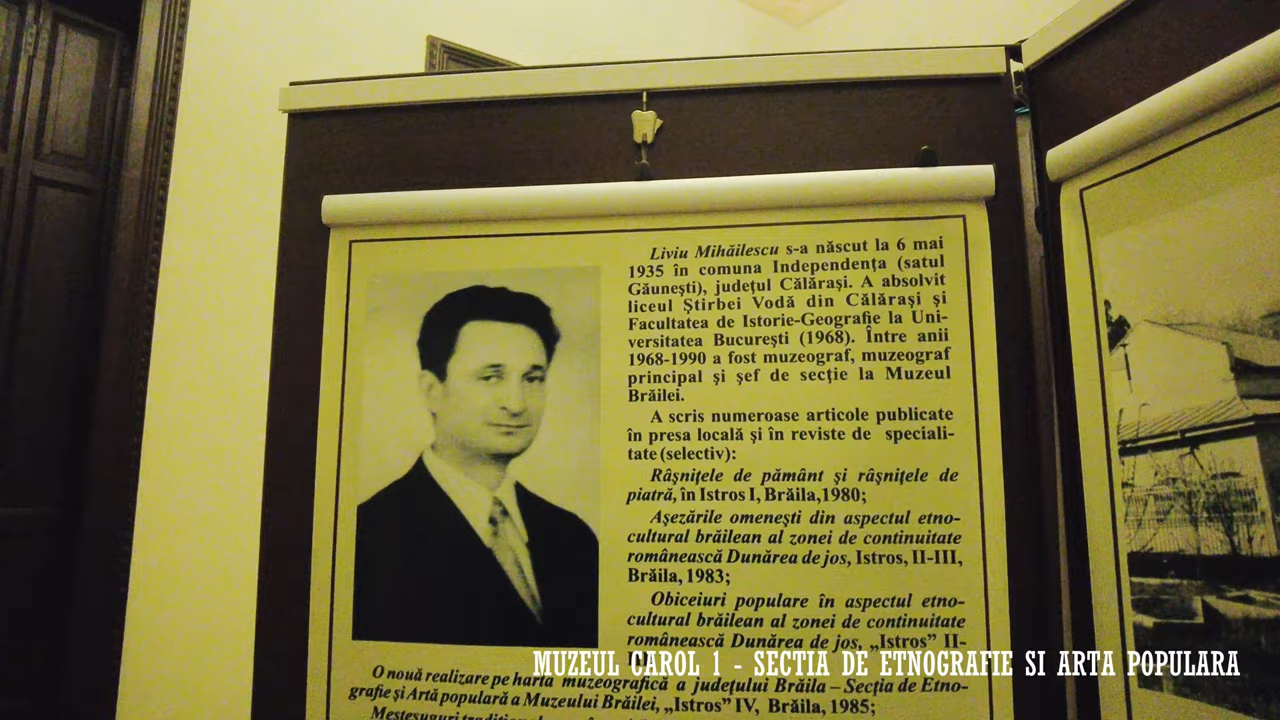 Liviu Mihăilescu s-a născut la 6 mai
1935 în comuna Independenţa (satul
Găuneşti), judeţul Călăraşi. A absolvit
liceul Ştirbei Vodă din Călăraşi şi
Facultatea de Istorie-Geografie la Uni-
versitatea Bucureşti (1968). Între anii
1968-1990 a fost muzeograf, muzeograf
principal şi şef de secţie la Muzeul
Brăilei.
A scris numeroase articole publicate
în presa locală şi în reviste de speciali-
tate (selectiv):
Râşniţele de pământ şi râşniţele de
piatră, în Istros I, Brăila,1980;
Aşezările omeneşti din aspectul etno-
cultural brăilean al zonei de continuitate
românească Dunărea de jos, Istros, II-III,
Brăila, 1983;
Obiceiuri populare în aspectul etno-
cultural brăilean al zonei de continuitate
românească Dunărea de jos, „Istros” II-
O nouă realizare pe harta muzeografică a judeţului Brăila – Secţia de Etno-
grafie şi Artă populară a Muzeului Brăilei, „Istros” IV, Brăila, 1985;
Meşteşuguri
MUZEUL CAROL 1 - SECTIA DE ETNOGRAFIE SI ARTA POPULARA